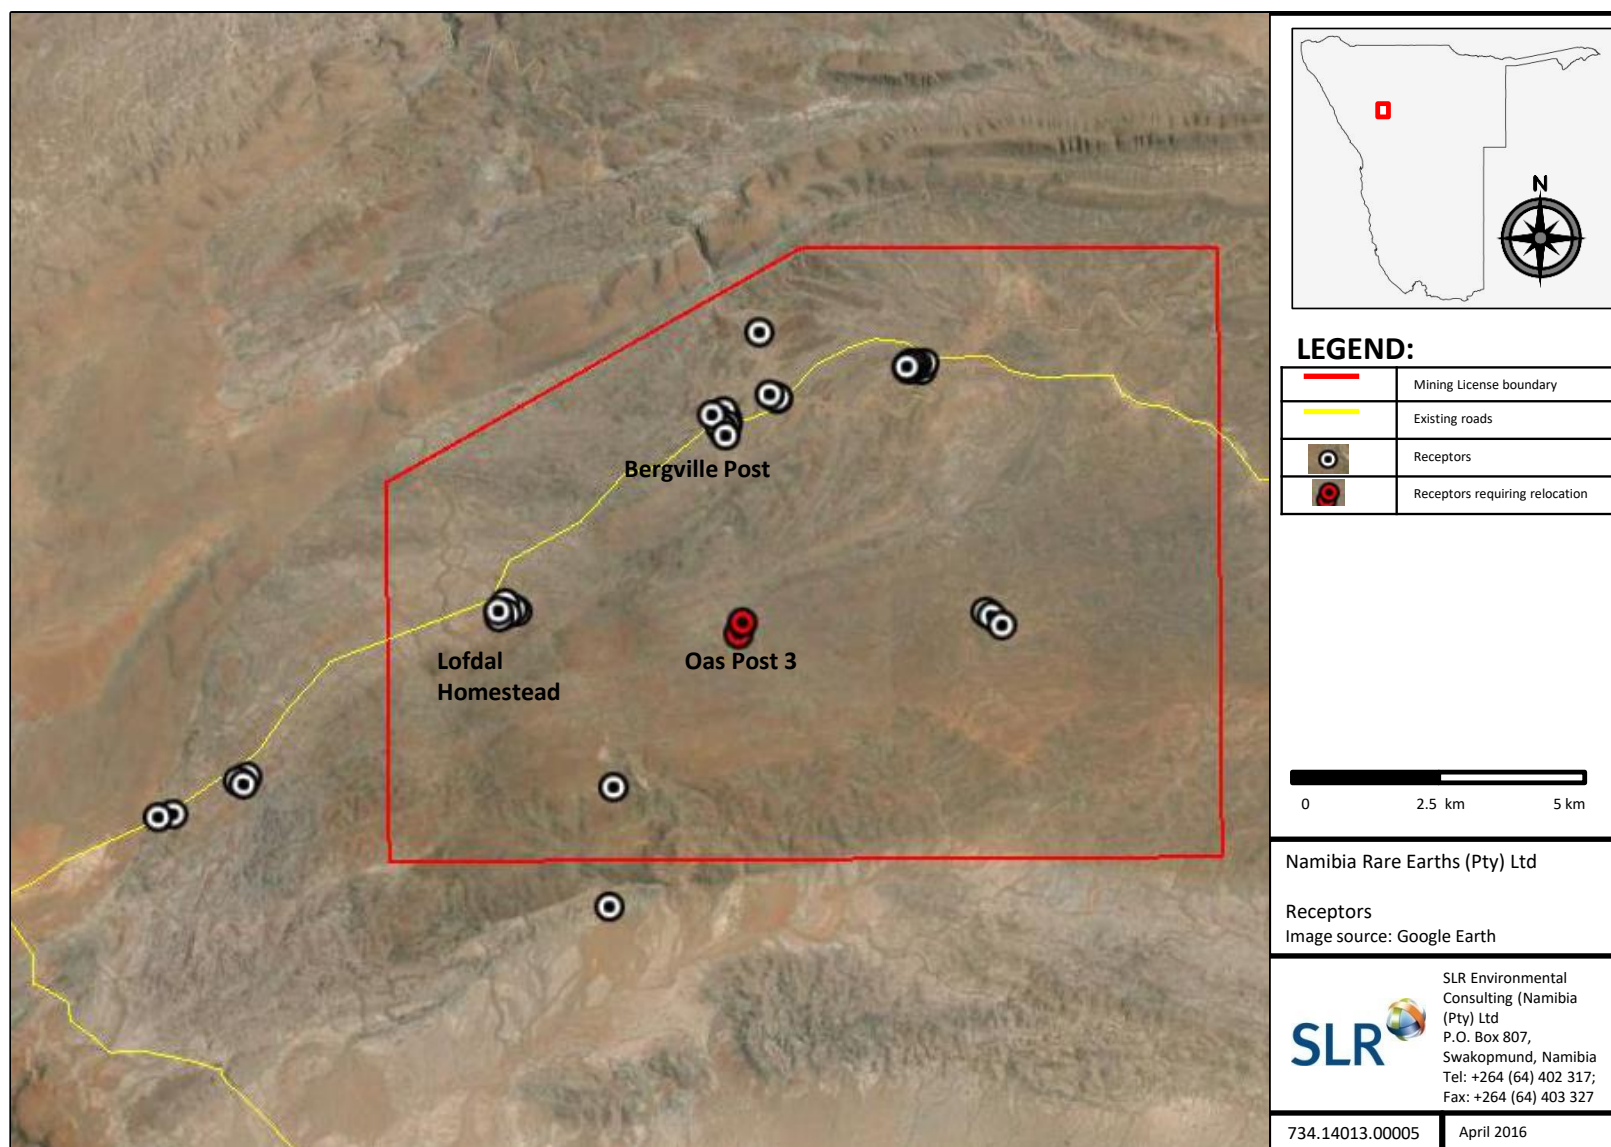 Bergville Post
Lofdal
Homestead
Oas Post 3
N
LEGEND:
Mining License boundary
Existing roads
Receptors
Receptors requiring relocation
0 2.5 km 5 km
Namibia Rare Earths (Pty) Ltd
Receptors
Image source: Google Earth
SLR
SLR Environmental
Consulting (Namibia
(Pty) Ltd
P.O. Box 807,
Swakopmund, Namibia
Tel: +264 (64) 402 317;
Fax: +264 (64) 403 327
734.14013.00005 April 2016